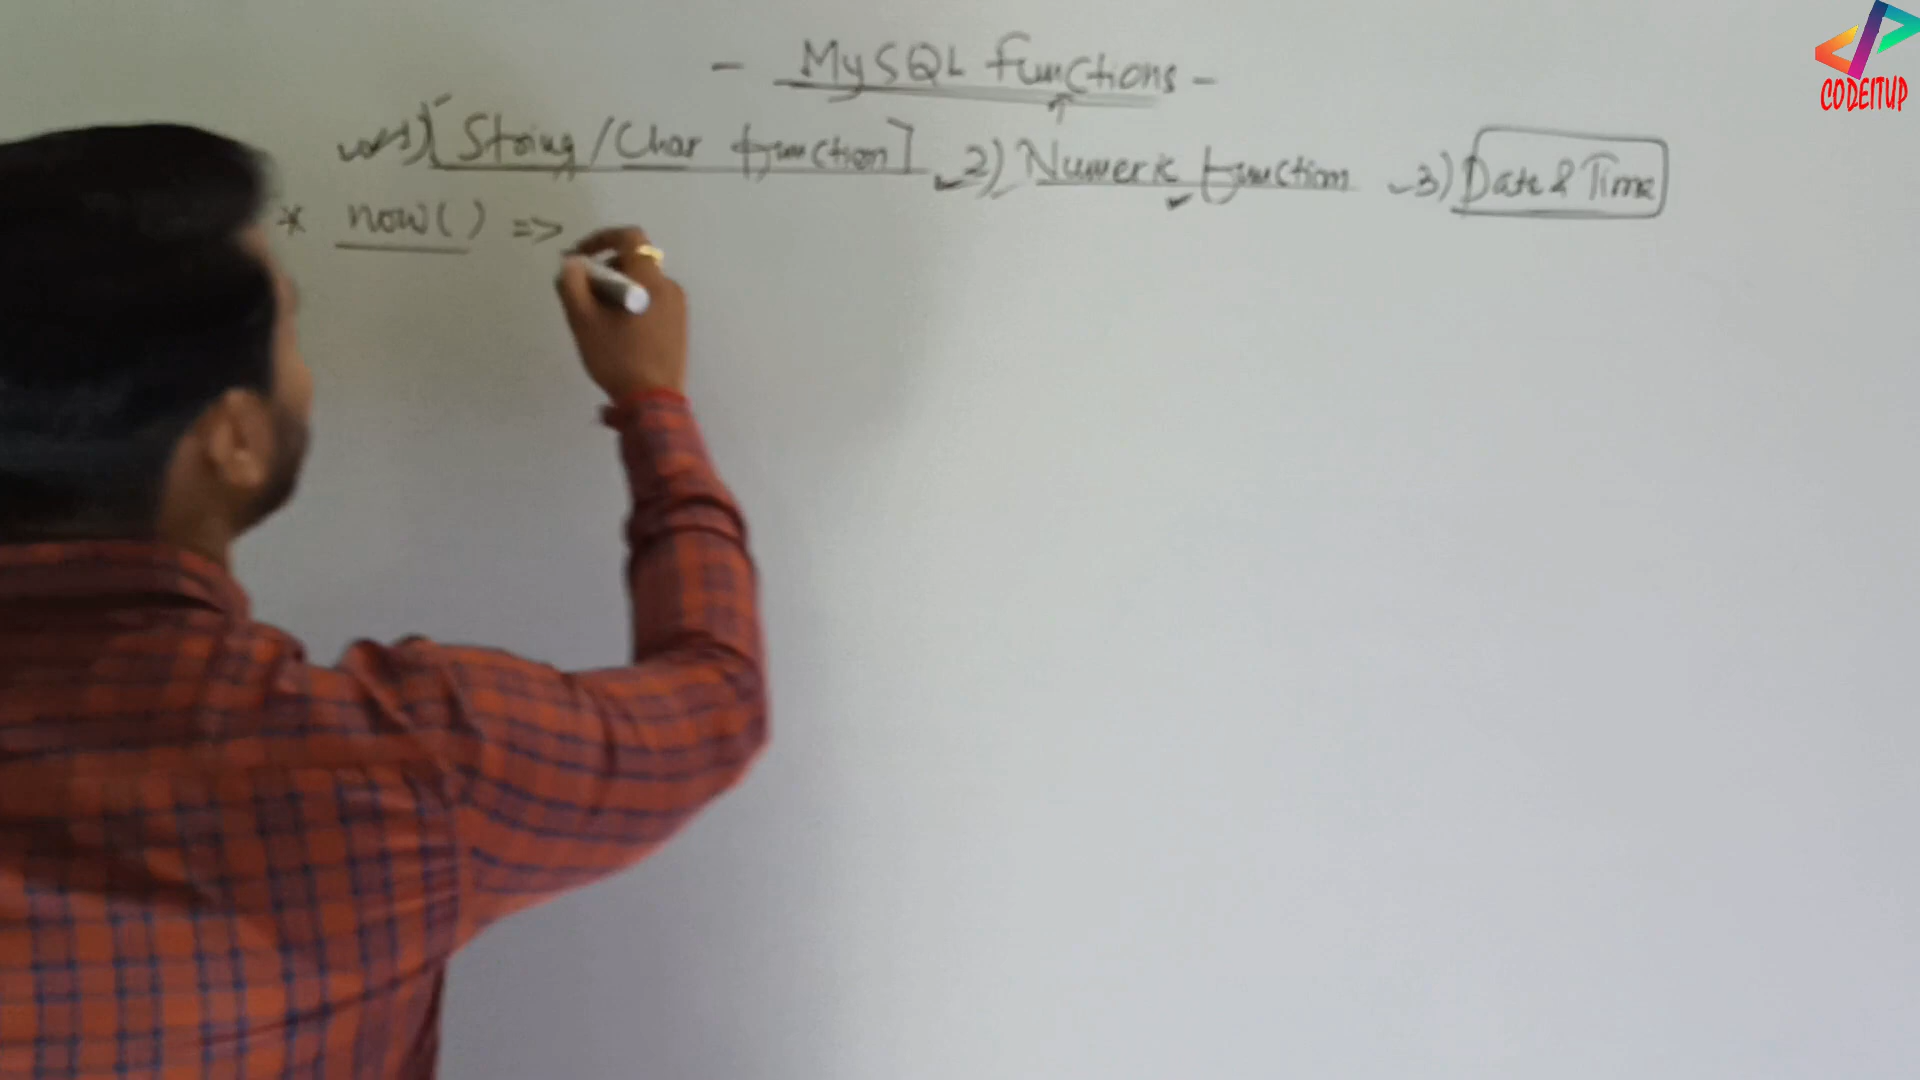 - MySQL Functions -
1) [String/Char function] 2) Numeric function 3) Date & Time
* now() =>
CODEITUP